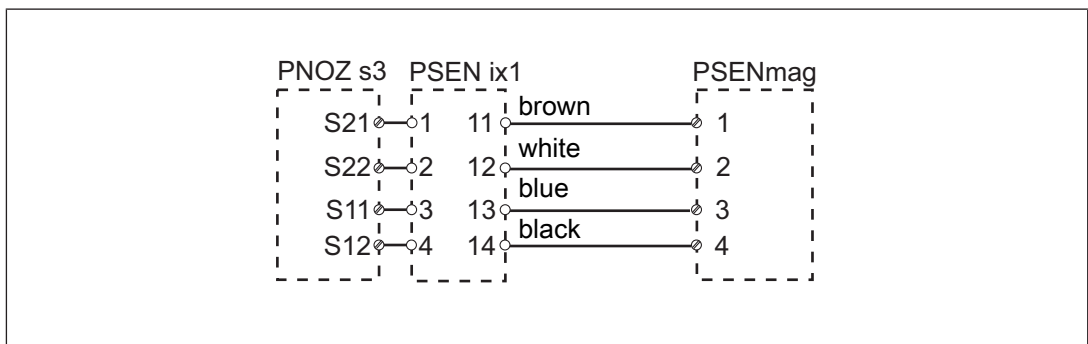 PNOZ s3 PSEN ix1 PSENmag
brown
S21 1 11 1
white
S22 2 12 2
blue
S11 3 13 3
black
S12 4 14 4